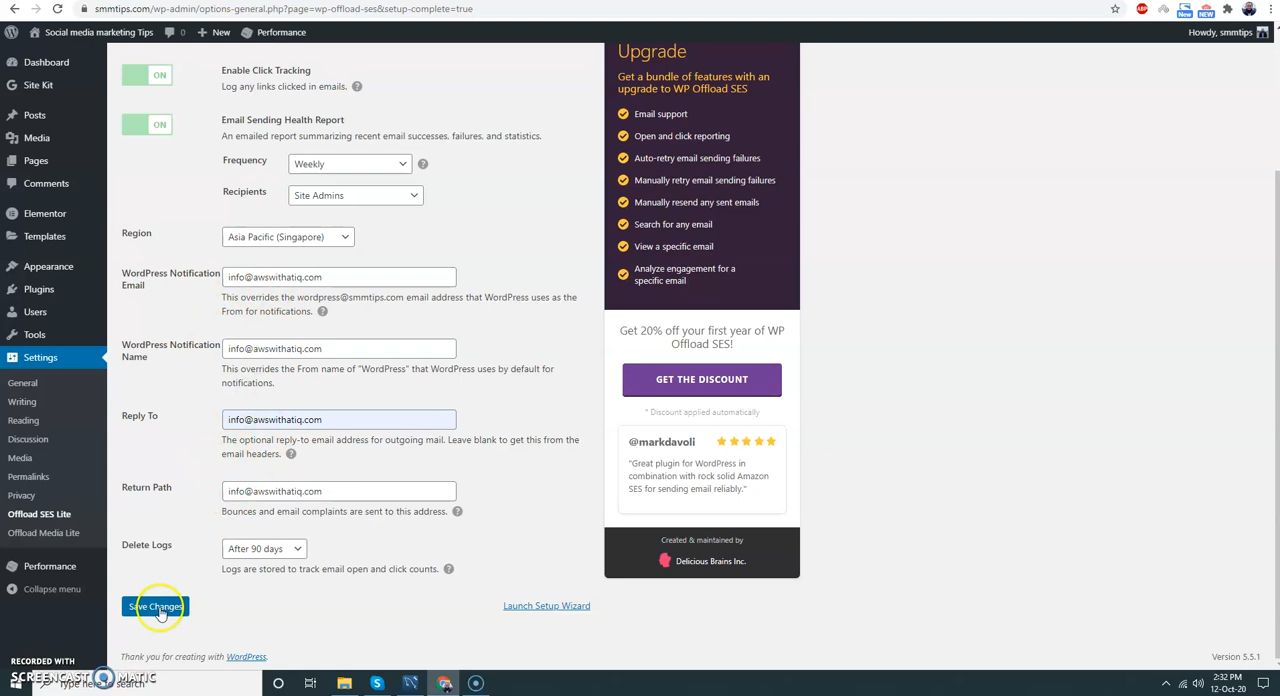 smmtips.com/wp-admin/options-general.php?page=wp-offload-ses&setup-complete=true
ABP
New
NEW
Social media marketing Tips
0
New
Performance
Howdy, smmtips
Dashboard
Site Kit
Posts
Media
Pages
Comments
Elementor
Templates
Appearance
Plugins
Users
Tools
Settings
General
Writing
Reading
Discussion
Media
Permalinks
Privacy
Offload SES Lite
Offload Media Lite
Performance
Collapse menu
ON
Enable Click Tracking
Log any links clicked in emails.
ON
Email Sending Health Report
An emailed report summarizing recent email successes, failures, and statistics.
Frequency
Weekly
Recipients
Site Admins
Region
Asia Pacific (Singapore)
WordPress Notification
Email
info@awswithatiq.com
This overrides the wordpress@smmtips.com email address that WordPress uses as the
From for notifications.
WordPress Notification
Name
info@awswithatiq.com
This overrides the From name of "WordPress" that WordPress uses by default for
notifications.
Reply To
info@awswithatiq.com
The optional reply-to email address for outgoing mail. Leave blank to get this from the
email headers.
Return Path
info@awswithatiq.com
Bounces and email complaints are sent to this address.
Delete Logs
After 90 days
Logs are stored to track email open and click counts.
Save Changes
Launch Setup Wizard
Thank you for creating with WordPress.
Version 5.5.1
Upgrade
Get a bundle of features with an
upgrade to WP Offload SES
Email support
Open and click reporting
Auto-retry email sending failures
Manually retry email sending failures
Manually resend any sent emails
Search for any email
View a specific email
Analyze engagement for a
specific email
Get 20% off your first year of WP
Offload SES!
GET THE DISCOUNT
* Discount applied automatically
@markdavoli
"Great plugin for WordPress in
combination with rock solid Amazon
SES for sending email reliably."
Created & maintained by
Delicious Brains Inc.
RECORDED WITH
SCREENCAST MATIC
Type here to search
2:32 PM
12-Oct-20